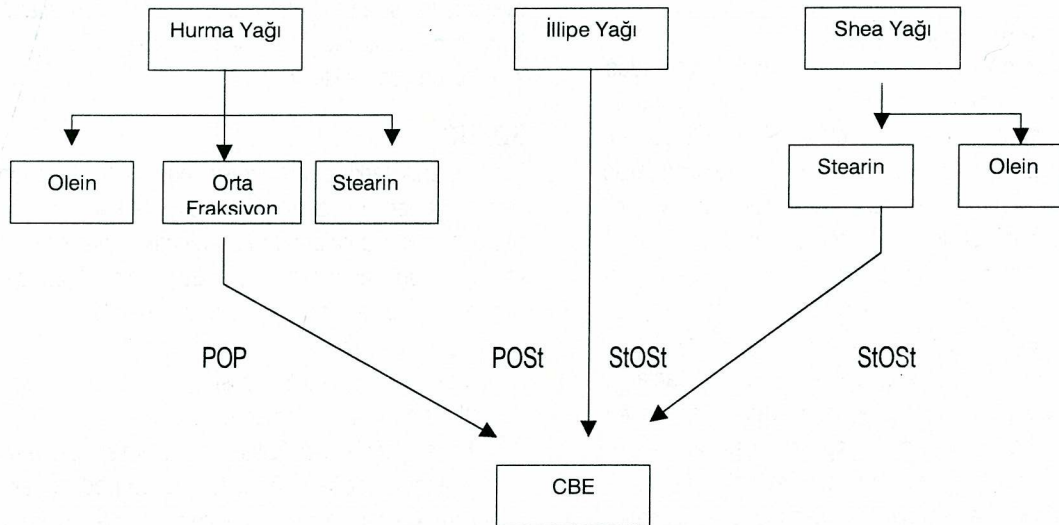 Hurma Yağı
İllipe Yağı
Shea Yağı
Olein
Orta
Fraksiyon
Stearin
Stearin
Olein
POP
POSt
StOSt
StOSt
CBE